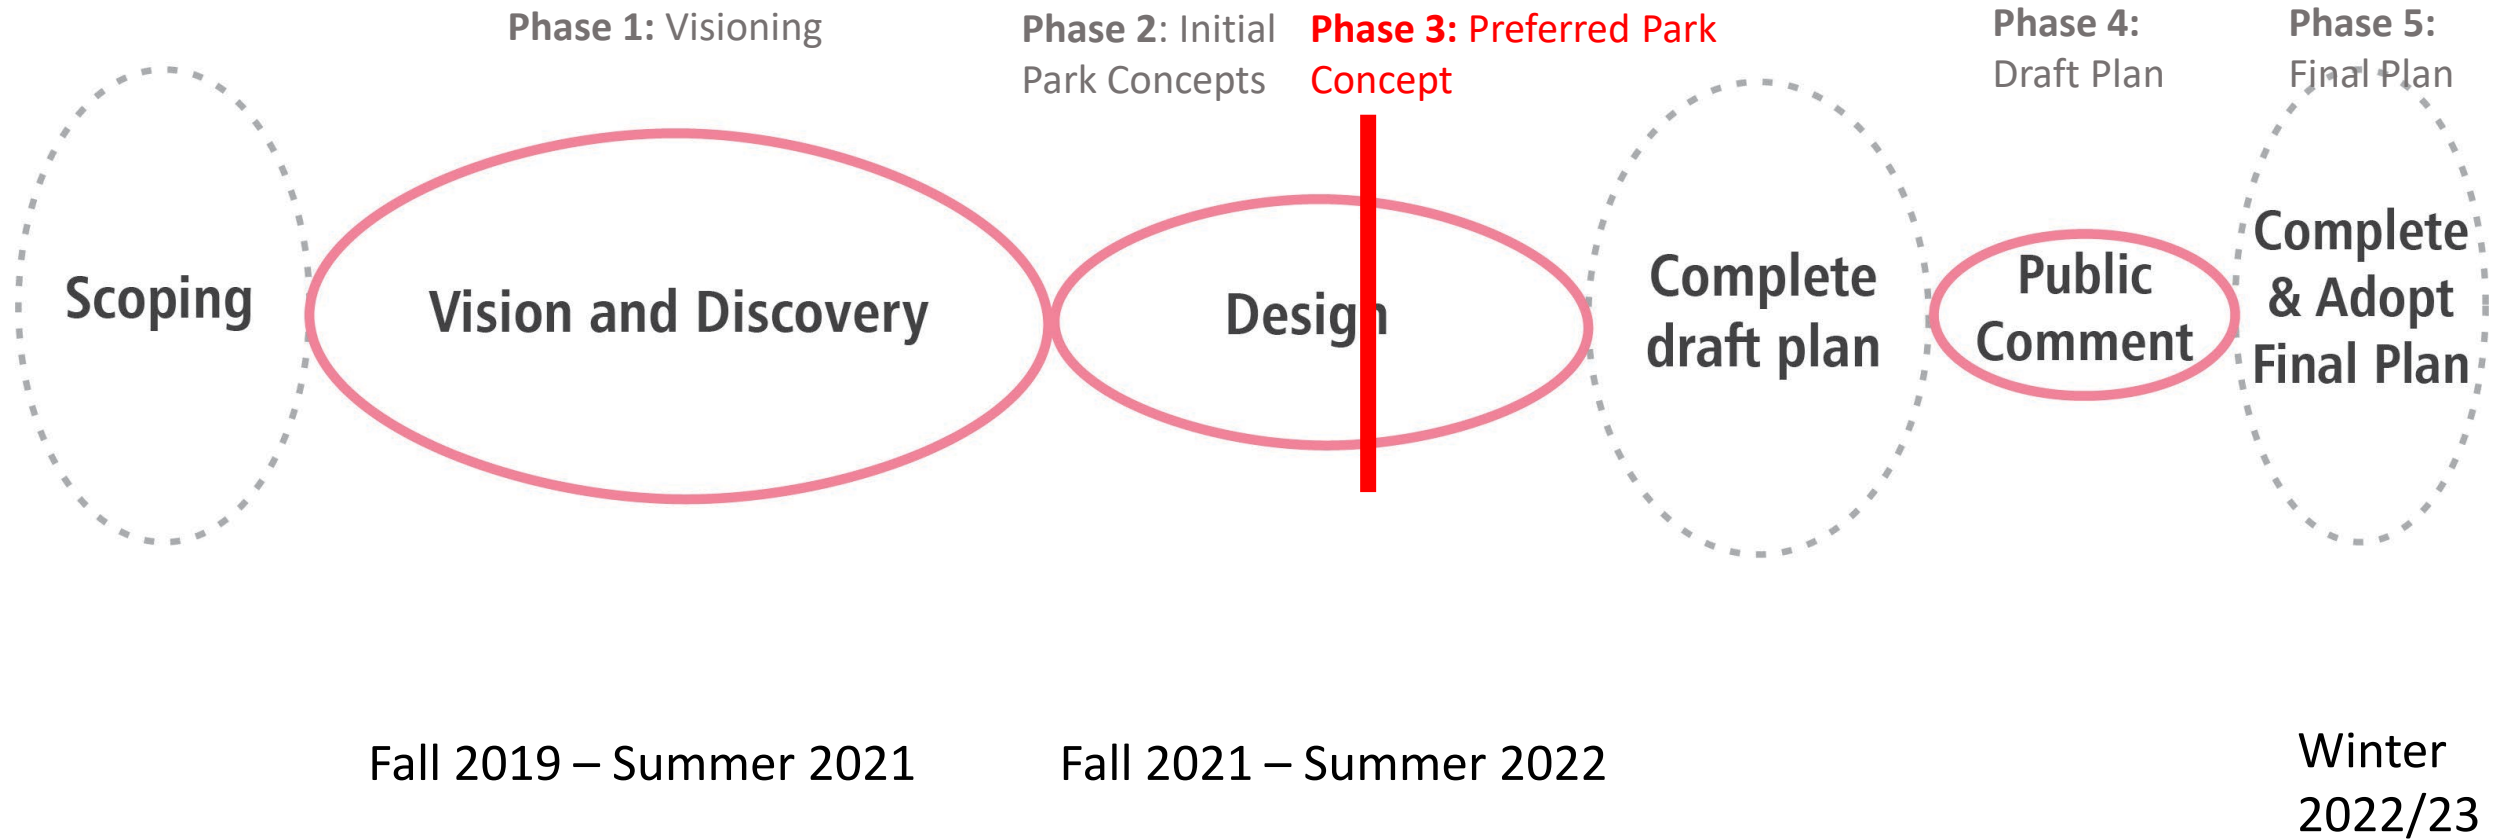 Phase 1: Visioning
Phase 2: Initial
Park Concepts
Phase 3: Preferred Park
Concept
Phase 4:
Draft Plan
Phase 5:
Final Plan
Scoping
Vision and Discovery
Design
Complete
draft plan
Public
Comment
Complete
& Adopt
Final Plan
Fall 2019 – Summer 2021
Fall 2021 – Summer 2022
Winter
2022/23